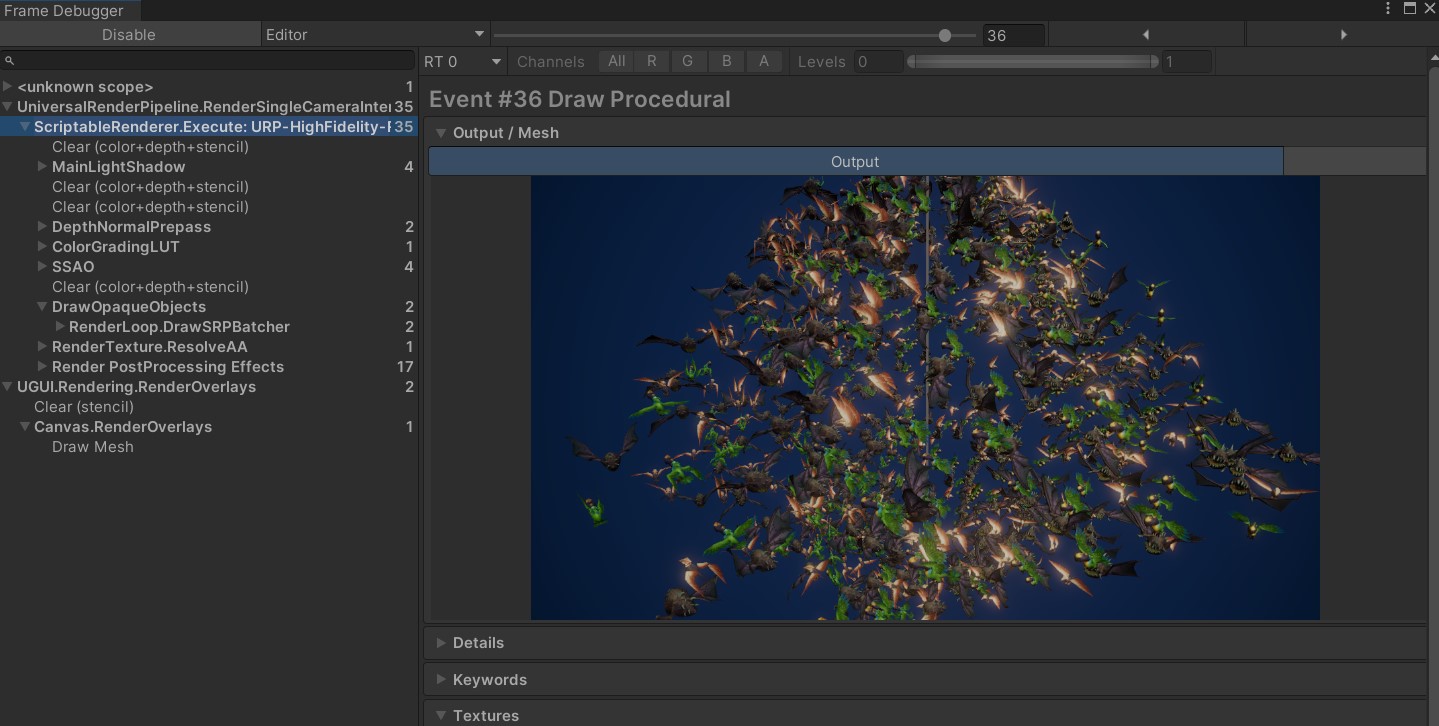 Frame Debugger
Disable
Editor
36
RT 0
Channels
All
R
G
B
A
Levels
0
1
<unknown scope>
1
UniversalRenderPipeline.RenderSingleCameraInter
35
ScriptableRenderer.Execute: URP-HighFidelity-R
35
Clear (color+depth+stencil)
MainLightShadow
4
Clear (color+depth+stencil)
Clear (color+depth+stencil)
DepthNormalPrepass
2
ColorGradingLUT
1
SSAO
4
Clear (color+depth+stencil)
DrawOpaqueObjects
2
RenderLoop.DrawSRPBatcher
2
RenderTexture.ResolveAA
1
Render PostProcessing Effects
17
UGUI.Rendering.RenderOverlays
2
Clear (stencil)
Canvas.RenderOverlays
1
Draw Mesh
Event #36 Draw Procedural
Output / Mesh
Output
Details
Keywords
Textures